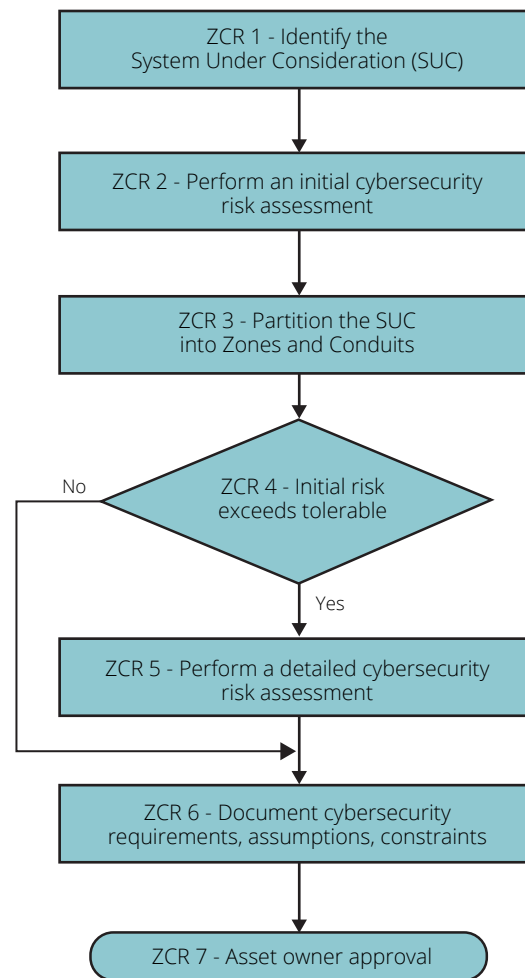 ZCR 1 - Identify the
System Under Consideration (SUC)
ZCR 2 - Perform an initial cybersecurity
risk assessment
ZCR 3 - Partition the SUC
into Zones and Conduits
ZCR 4 - Initial risk
exceeds tolerable
No
Yes
ZCR 5 - Perform a detailed cybersecurity
risk assessment
ZCR 6 - Document cybersecurity
requirements, assumptions, constraints
ZCR 7 - Asset owner approval